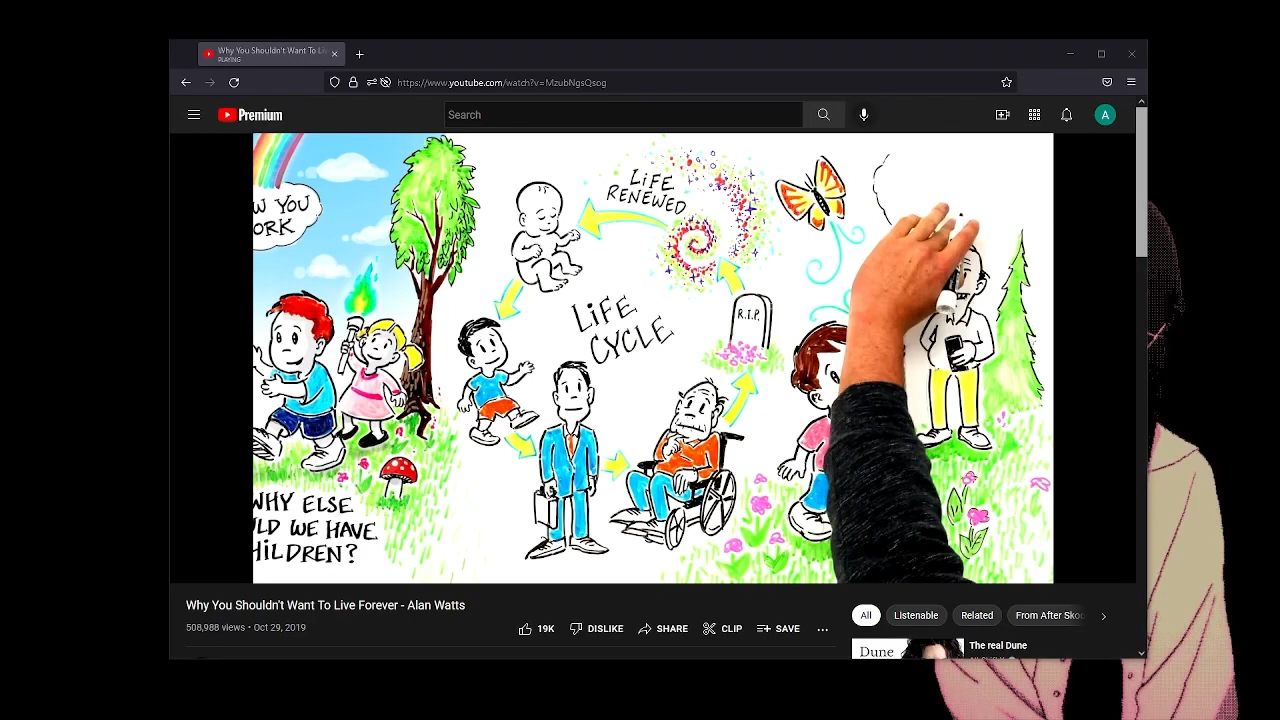 Why You Shouldn't Want To Liv
PLAYING
https://www.youtube.com/watch?v=MzubNgsQsog
Premium
Search
A
W YOU
ORK
LiFE
RENEWED
LiFE
CYCLE
R.I.P.
WHY ELSE
LD WE HAVE
HiLDREN?
Why You Shouldn't Want To Live Forever - Alan Watts
508,988 views • Oct 29, 2019
19K
DISLIKE
SHARE
CLIP
SAVE
All
Listenable
Related
From After Skoo
Dune
The real Dune